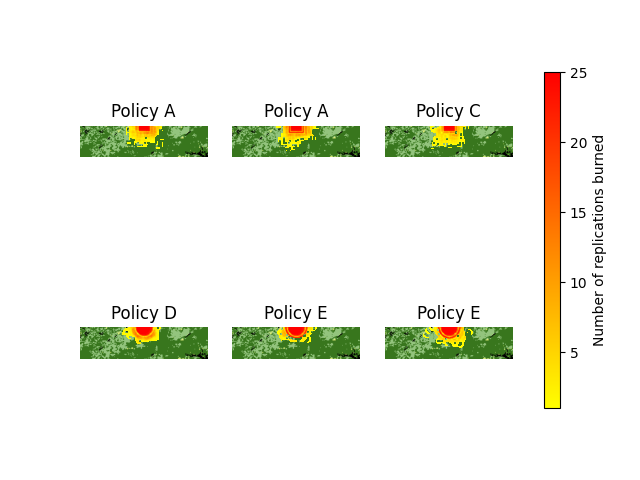 Policy A
Policy A
Policy C
Policy D
Policy E
Policy E
25
20
15
10
5
Number of replications burned